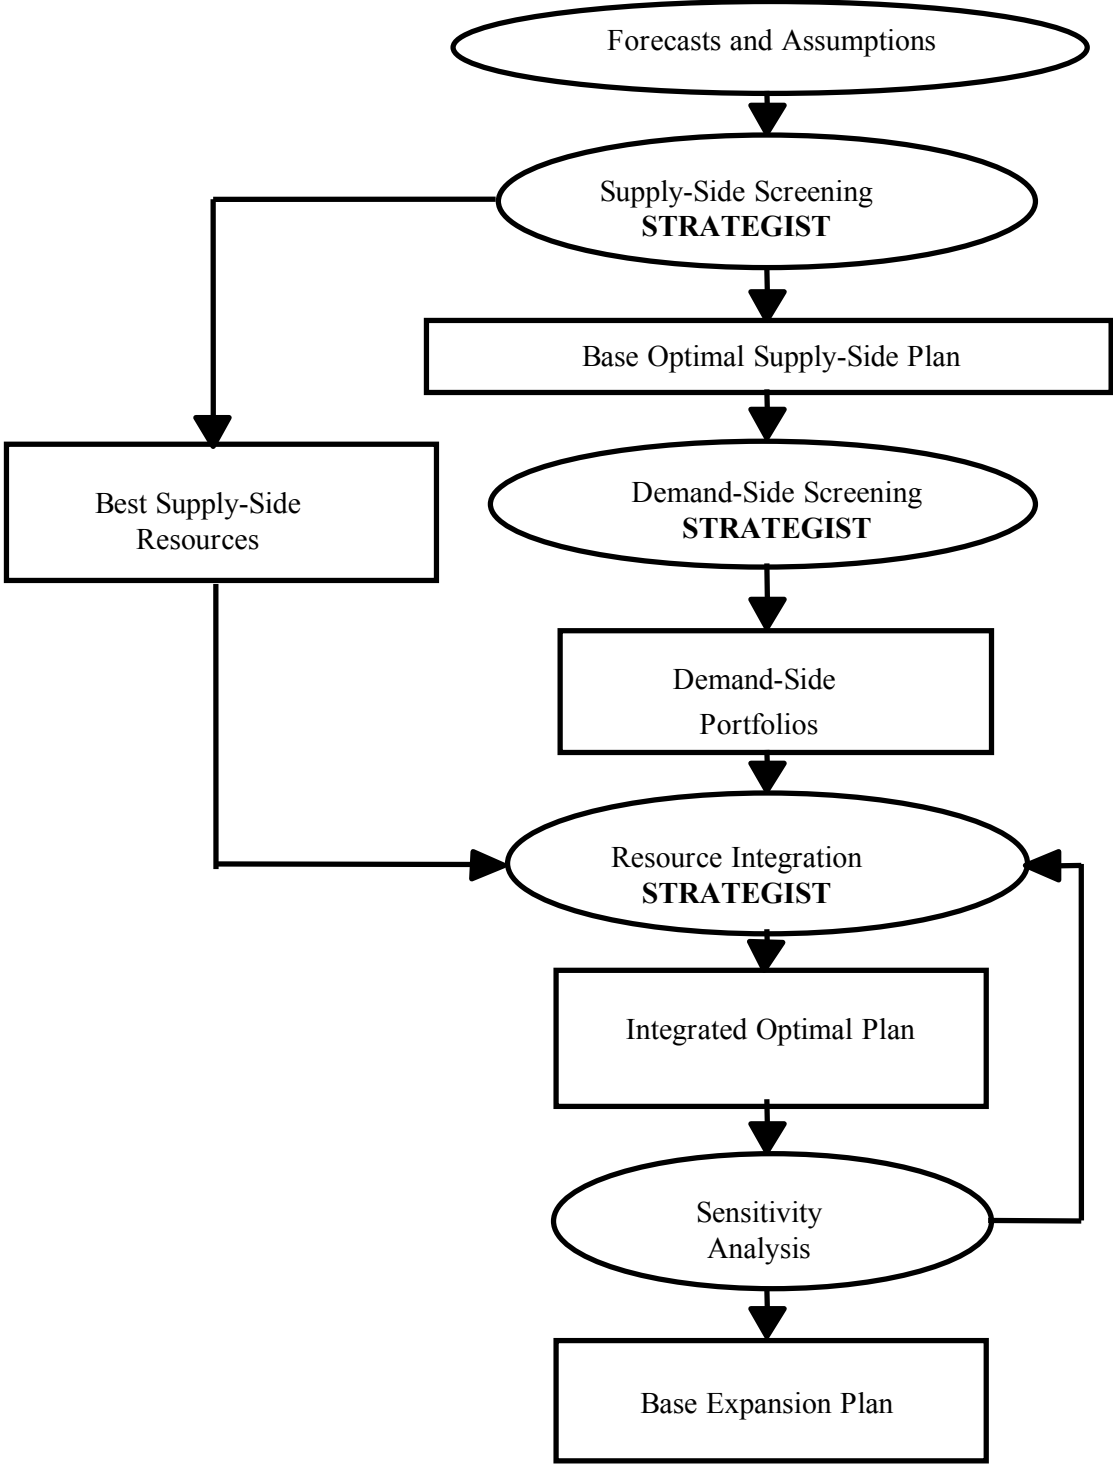 Forecasts and Assumptions
Supply-Side Screening
STRATEGIST
Base Optimal Supply-Side Plan
Best Supply-Side
Resources
Demand-Side Screening
STRATEGIST
Demand-Side
Portfolios
Resource Integration
STRATEGIST
Integrated Optimal Plan
Sensitivity
Analysis
Base Expansion Plan